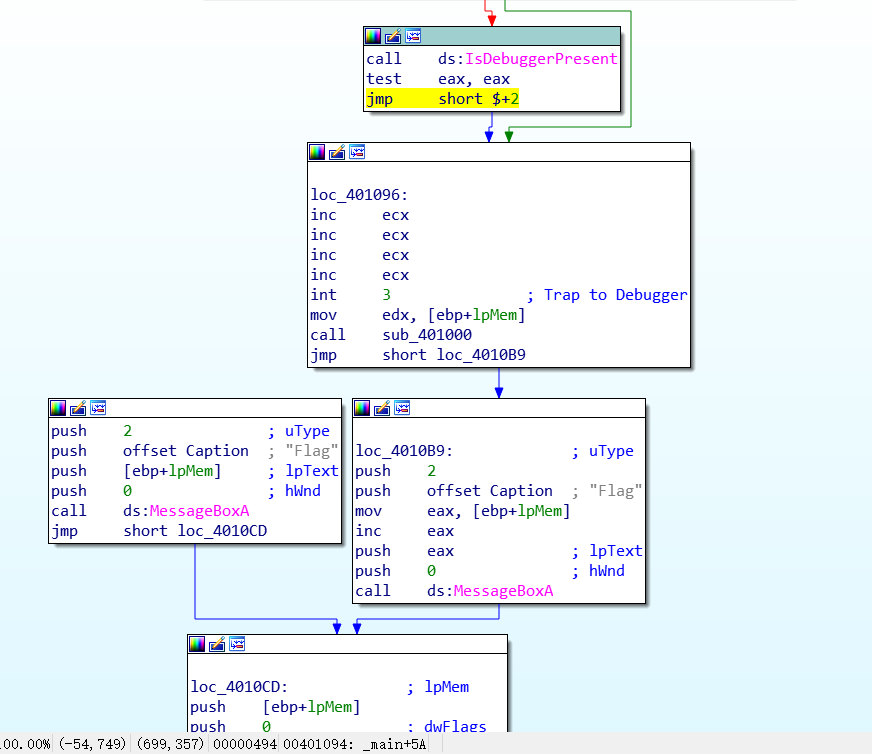 call ds:IsDebuggerPresent
test eax, eax
jmp short $+2
loc_401096:
inc ecx
inc ecx
inc ecx
inc ecx
int 3 ; Trap to Debugger
mov edx, [ebp+lpMem]
call sub_401000
jmp short loc_4010B9
push 2 ; uType
push offset Caption ; "Flag"
push [ebp+lpMem] ; lpText
push 0 ; hWnd
call ds:MessageBoxA
jmp short loc_4010CD
loc_4010B9: ; uType
push 2
push offset Caption ; "Flag"
mov eax, [ebp+lpMem]
inc eax
push eax ; lpText
push 0 ; hWnd
call ds:MessageBoxA
loc_4010CD: ; lpMem
push [ebp+lpMem]
push 0 ; dwFlags
00.00% (-54,749) (699,357) 00000494 00401094: _main+5A